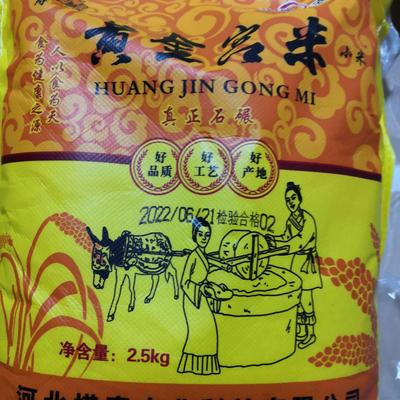 黄金宫米
小米
HUANG JIN GONG MI
真正石碾
人以食为天
食为健康之源
好品质
好工艺
好产地
2022/06/21检验合格02
净含量：2.5kg